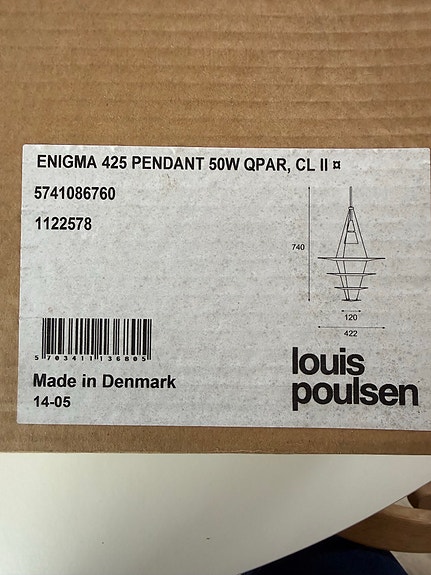 ENIGMA 425 PENDANT 50W QPAR, CL II ¤
5741086760
1122578
740
120
422
5 703411 136805
Made in Denmark
14-05
louis
poulsen